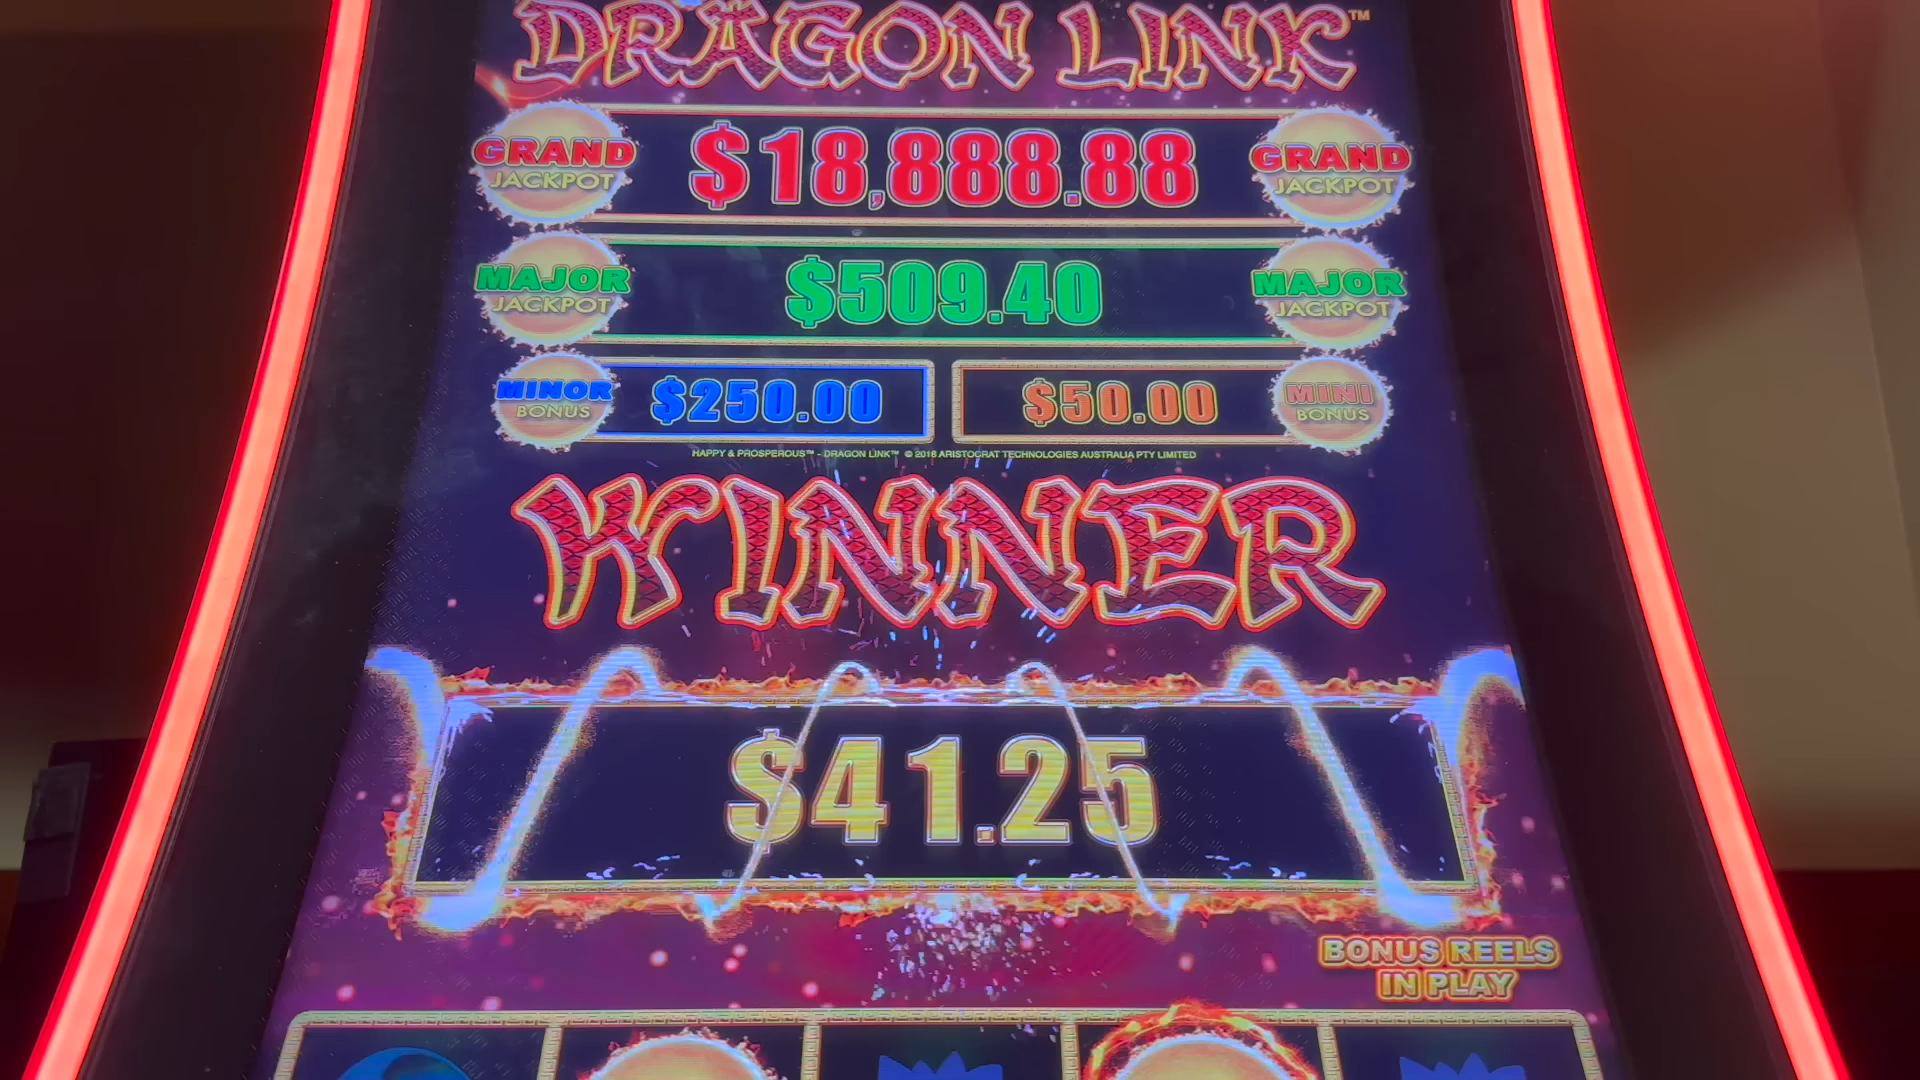 DRAGON LINK™
GRAND JACKPOT $18,888.88 GRAND JACKPOT
MAJOR JACKPOT $509.40 MAJOR JACKPOT
MINOR BONUS $250.00 $50.00 MINI BONUS
HAPPY & PROSPEROUS™ - DRAGON LINK™ © 2016 ARISTOCRAT TECHNOLOGIES AUSTRALIA PTY LIMITED
WINNER
$41.25
BONUS REELS
IN PLAY